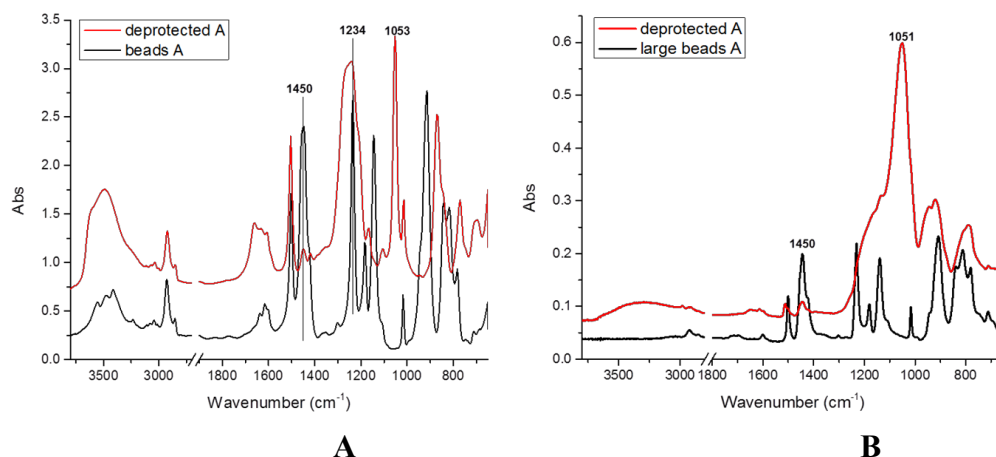 3.5
3.0
2.5
2.0
1.5
1.0
0.5
0.0
Abs
deprotected A
beads A
1450
1234
1053
3500 3000 1800 1600 1400 1200 1000 800
Wavenumber (cm⁻¹)
A
0.6
0.5
0.4
0.3
0.2
0.1
0.0
Abs
deprotected A
large beads A
1450
1051
3500 3000 1800 1600 1400 1200 1000 800
Wavenumber (cm⁻¹)
B